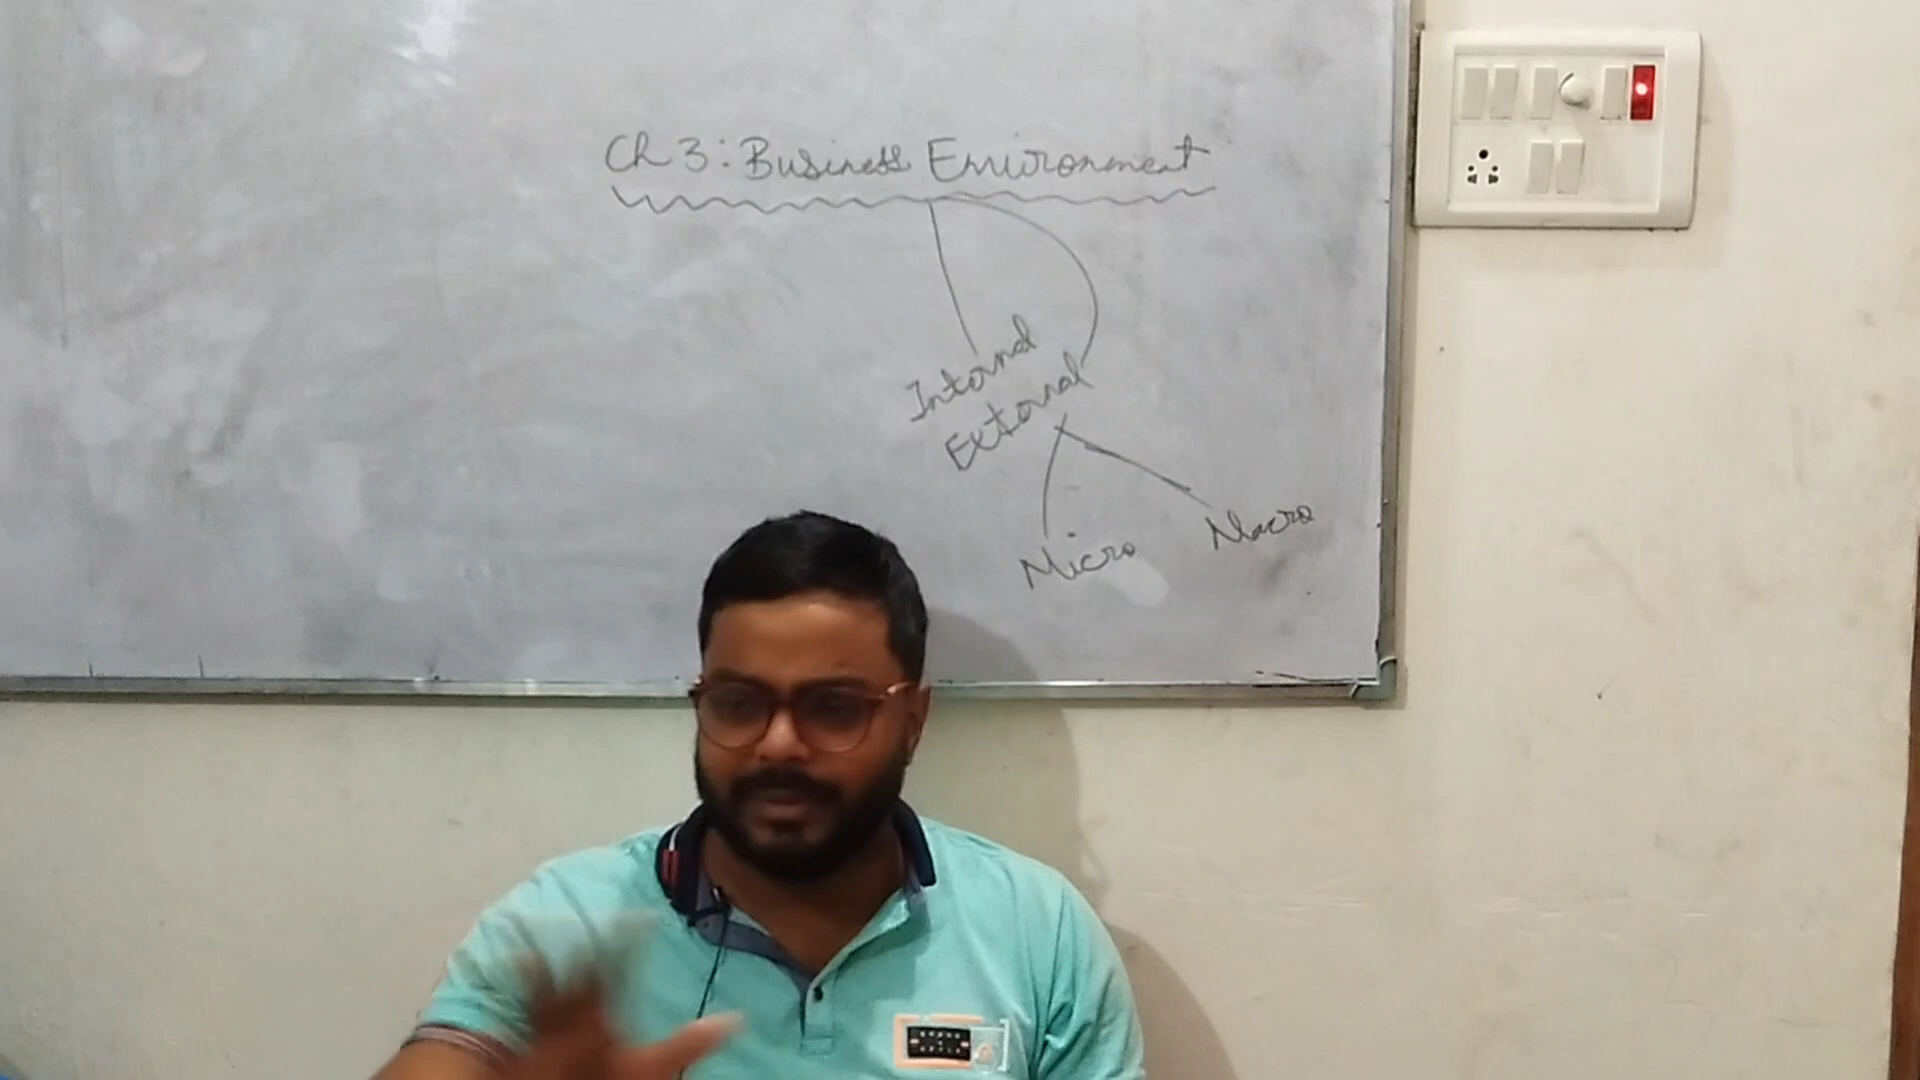 Ch 3: Business Environment
Internal
External
Micro
Macro